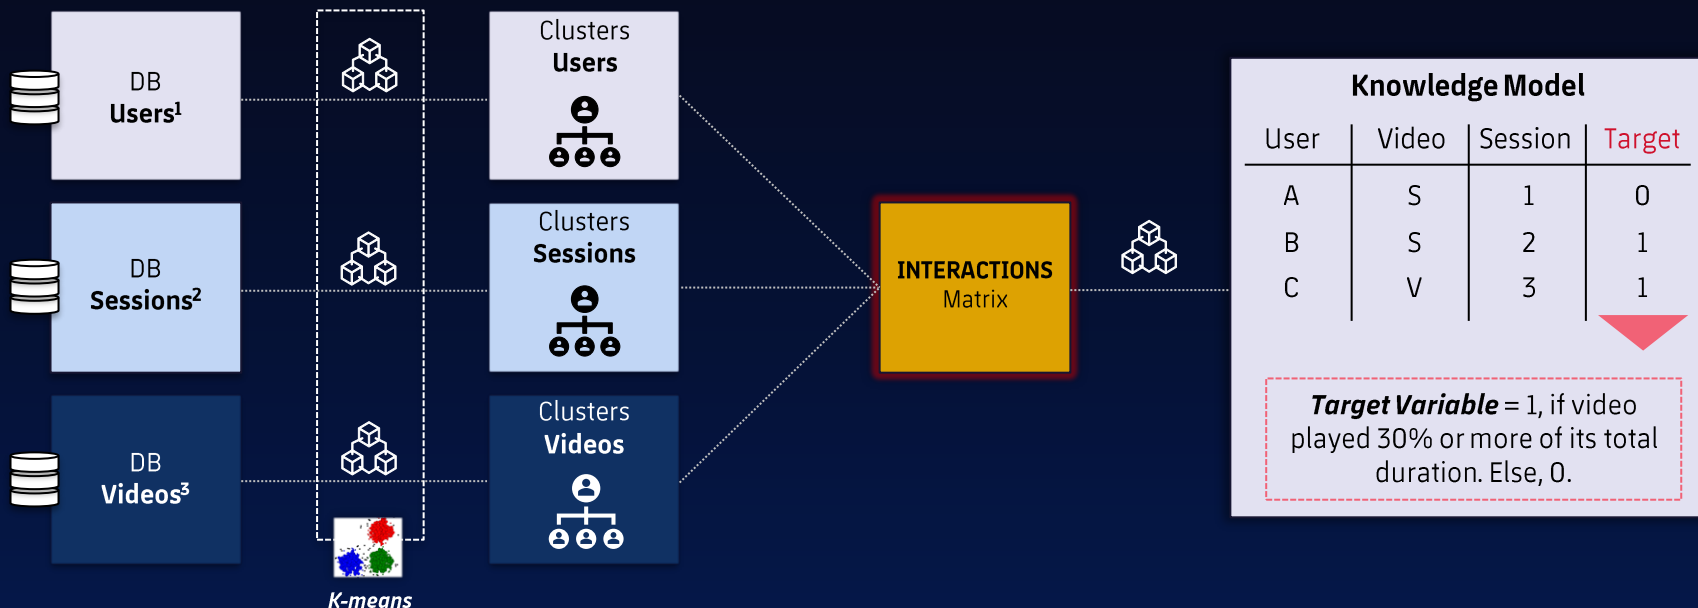 DB
Users¹
Clusters
Users
DB
Sessions²
Clusters
Sessions
DB
Videos³
Clusters
Videos
K-means
INTERACTIONS
Matrix
Knowledge Model
User Video Session Target
A S 1 0
B S 2 1
C V 3 1
Target Variable = 1, if video
played 30% or more of its total
duration. Else, 0.